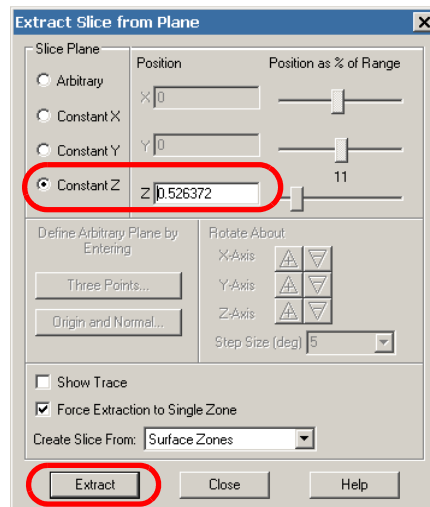 Extract Slice from Plane
Slice Plane
Position
Position as % of Range
Arbitrary
X 0
Constant X
Y 0
Constant Y
11
Constant Z
Z 0.526372
Define Arbitrary Plane by
Entering
Three Points...
Origin and Normal...
Rotate About
X-Axis
Y-Axis
Z-Axis
Step Size (deg) 5
Show Trace
Force Extraction to Single Zone
Create Slice From: Surface Zones
Extract
Close
Help